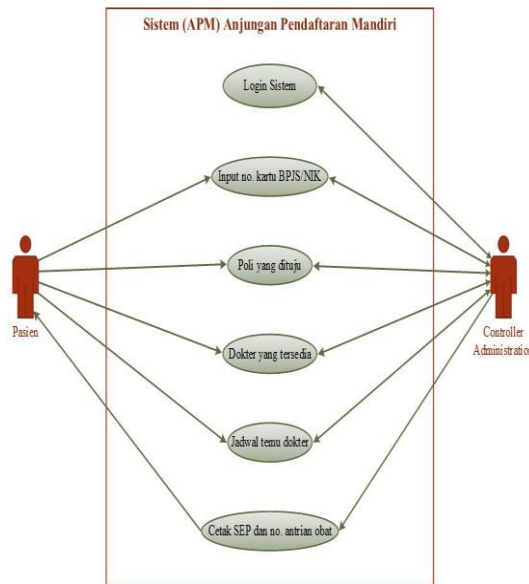 Sistem (APM) Anjungan Pendaftaran Mandiri
Login Sistem
Input no. kartu BPJS/NIK
Poli yang dituju
Pasien
Controller
Administration
Dokter yang tersedia
Jadwal temu dokter
Cetak SEP dan no. antrian obat